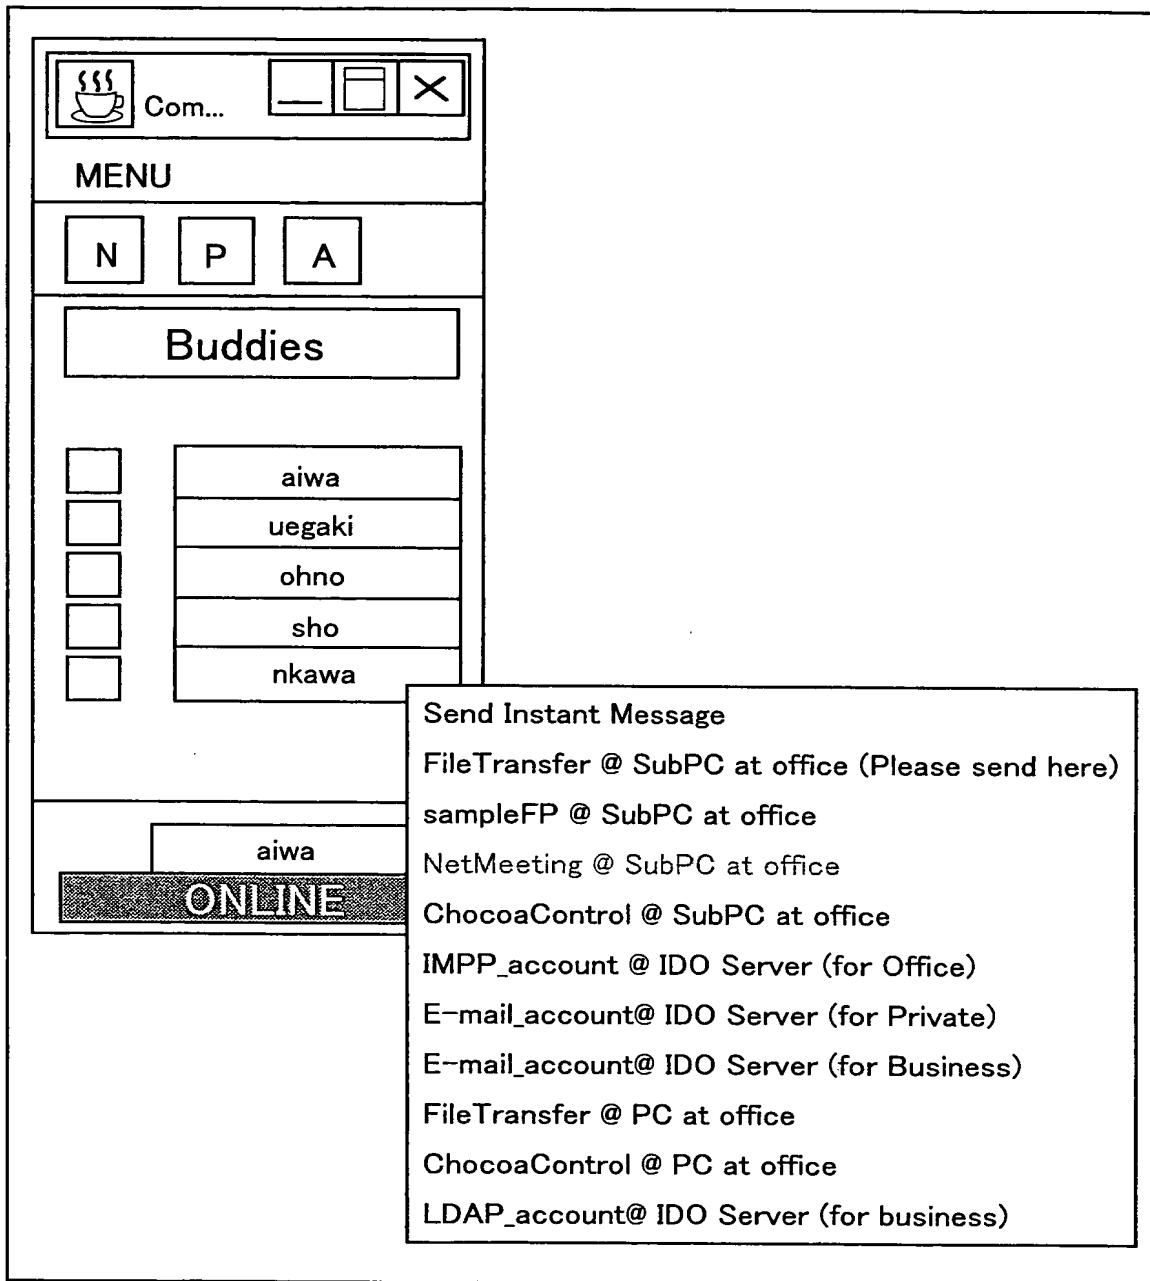 Com...
MENU
N P A
Buddies
aiwa
uegaki
ohno
sho
nkawa
Send Instant Message
FileTransfer @ SubPC at office (Please send here)
sampleFP @ SubPC at office
NetMeeting @ SubPC at office
ChocoaControl @ SubPC at office
IMPP_account @ IDO Server (for Office)
E-mail_account@ IDO Server (for Private)
E-mail_account@ IDO Server (for Business)
FileTransfer @ PC at office
ChocoaControl @ PC at office
LDAP_account@ IDO Server (for business)
aiwa
ONLINE